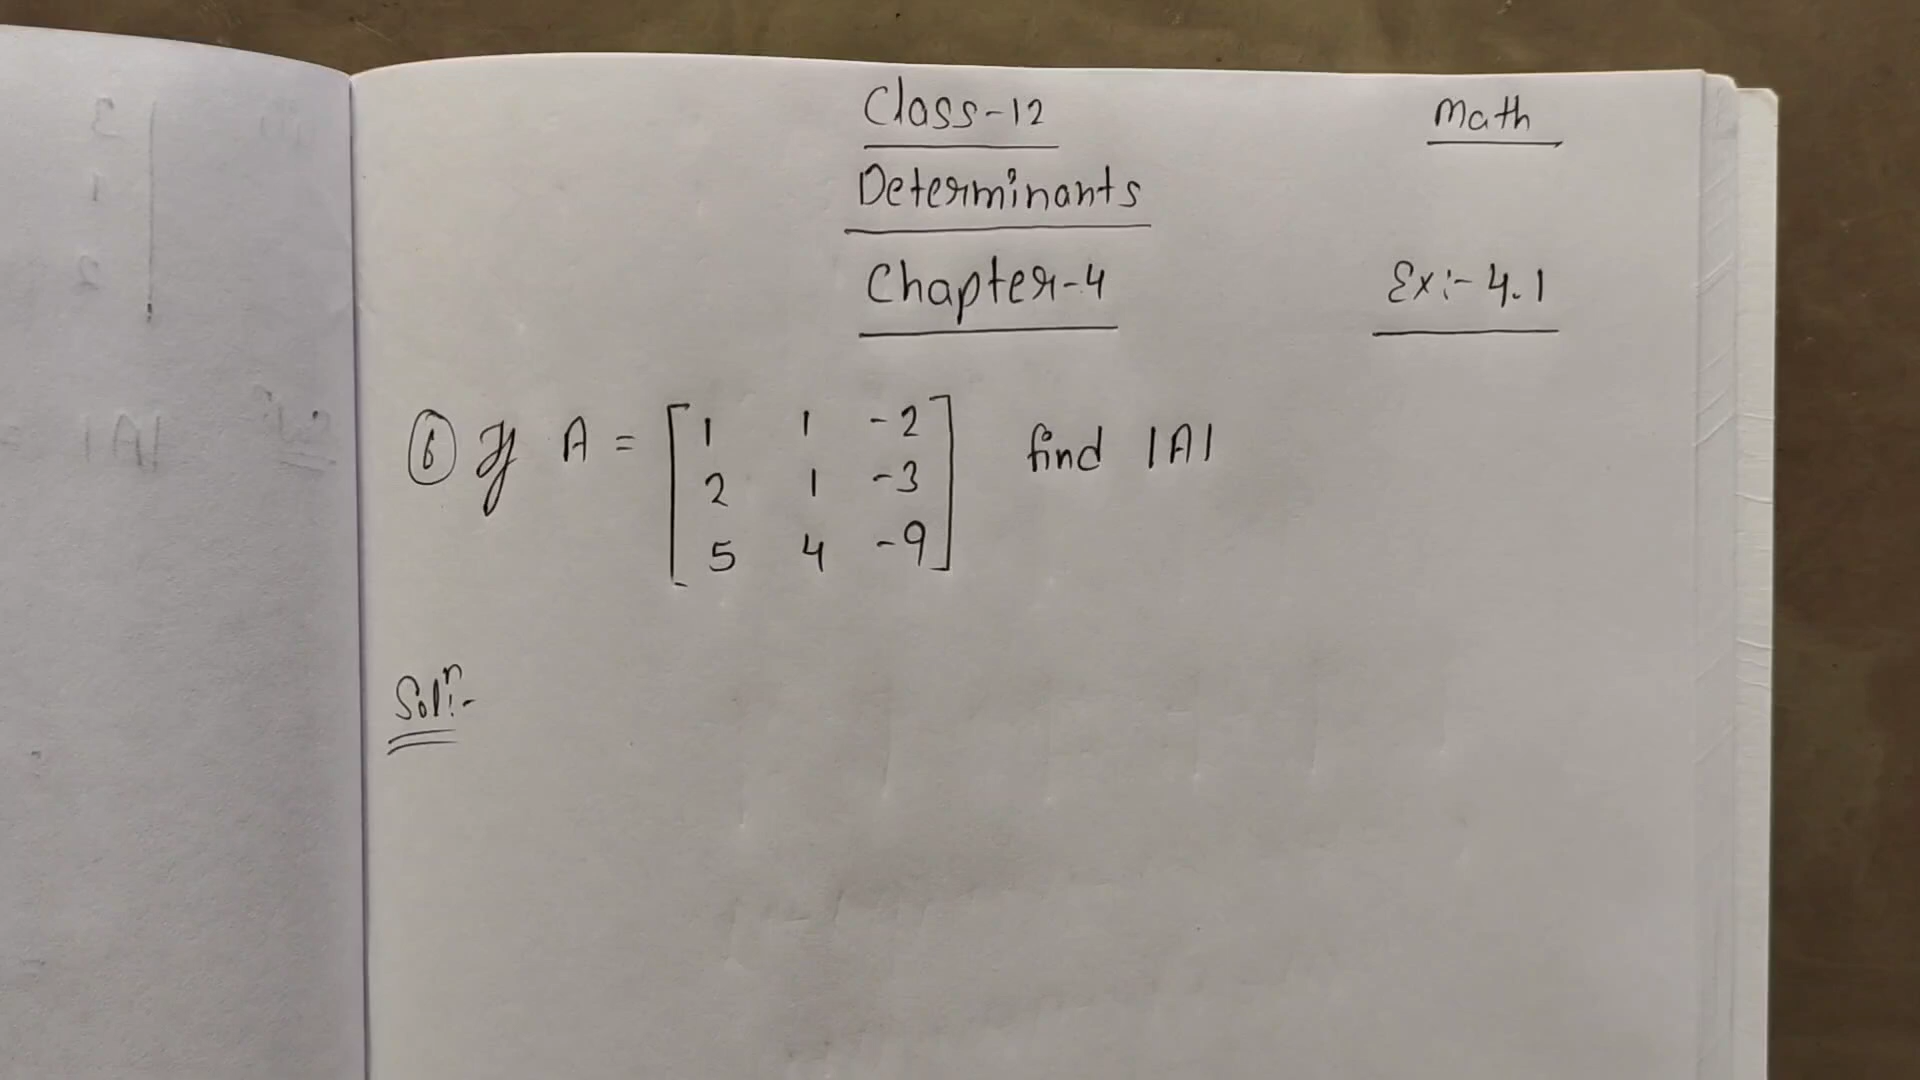 Class-12
Math
Determinants
Chapter-4
Ex:- 4.1
⑥ If A = [1 1 -2
2 1 -3
5 4 -9] find |A|
Solⁿ:-